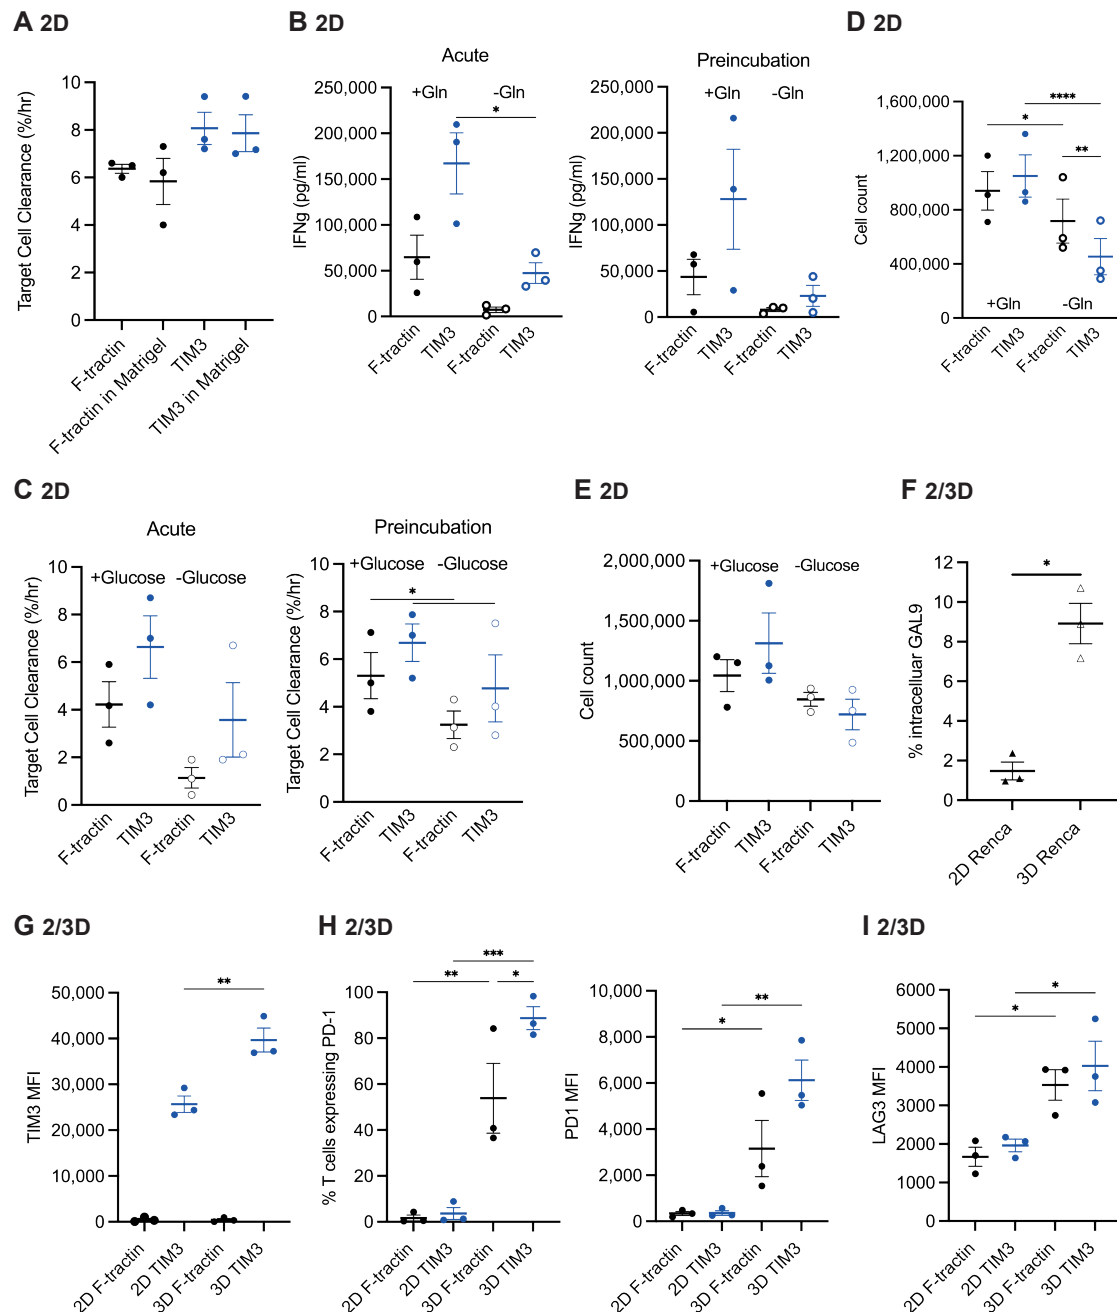 A 2D
Target Cell Clearance (%/hr)
10
8
6
4
2
0
F-tractin
F-tractin in Matrigel
TIM3
TIM3 in Matrigel
B 2D
Acute
+Gln
-Gln
*
IFNg (pg/ml)
250,000
200,000
150,000
100,000
50,000
0
F-tractin
TIM3
F-tractin
TIM3
Preincubation
+Gln
-Gln
IFNg (pg/ml)
250,000
200,000
150,000
100,000
50,000
0
F-tractin
TIM3
F-tractin
TIM3
D 2D
****
*
**
Cell count
1,600,000
1,200,000
800,000
400,000
0
+Gln
-Gln
F-tractin
TIM3
F-tractin
TIM3
C 2D
Acute
+Glucose
-Glucose
Target Cell Clearance (%/hr)
10
8
6
4
2
0
F-tractin
TIM3
F-tractin
TIM3
Preincubation
+Glucose
-Glucose
*
Target Cell Clearance (%/hr)
10
8
6
4
2
0
F-tractin
TIM3
F-tractin
TIM3
E 2D
+Glucose
-Glucose
Cell count
2,000,000
1,500,000
1,000,000
500,000
0
F-tractin
TIM3
F-tractin
TIM3
F 2/3D
*
% intracelluar GAL9
12
10
8
6
4
2
0
2D Renca
3D Renca
G 2/3D
**
TIM3 MFI
50,000
40,000
30,000
20,000
10,000
0
2D F-tractin
2D TIM3
3D F-tractin
3D TIM3
H 2/3D
***
**
*
% T cells expressing PD-1
100
80
60
40
20
0
2D F-tractin
2D TIM3
3D F-tractin
3D TIM3
**
*
PD1 MFI
10,000
8,000
6,000
4,000
2,000
0
2D F-tractin
2D TIM3
3D F-tractin
3D TIM3
I 2/3D
*
*
LAG3 MFI
6000
5000
4000
3000
2000
1000
0
2D F-tractin
2D TIM3
3D F-tractin
3D TIM3